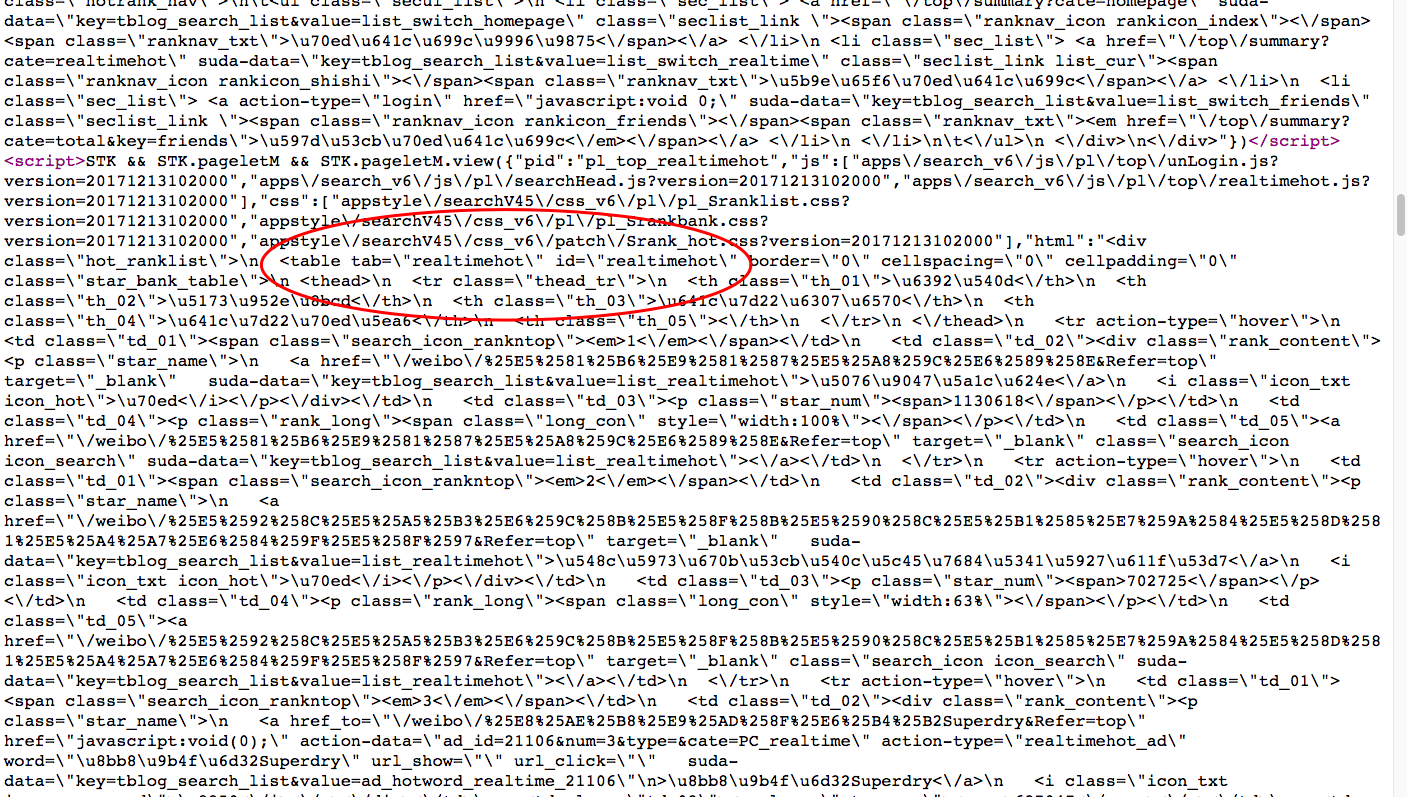 class=\"hotrank_nav\">\n\t<ul class=\"secul_list\">\n <li class=\"sec_list\"> <a href=\"\/top\/summary?cate=homepage\" suda-
data=\"key=tblog_search_list&value=list_switch_homepage\" class=\"seclist_link \"><span class=\"ranknav_icon rankicon_index\"><\/span>
<span class=\"ranknav_txt\">\u70ed\u641c\u699c\u9996\u9875<\/span><\/a> <\/li>\n <li class=\"sec_list\"> <a href=\"\/top\/summary?
cate=realtimehot\" suda-data=\"key=tblog_search_list&value=list_switch_realtime\" class=\"seclist_link list_cur\"><span
class=\"ranknav_icon rankicon_shishi\"><\/span><span class=\"ranknav_txt\">\u5b9e\u65f6\u70ed\u641c\u699c<\/span><\/a> <\/li>\n  <li
class=\"sec_list\"> <a action-type=\"login\" href=\"javascript:void 0;\" suda-data=\"key=tblog_search_list&value=list_switch_friends\"
class=\"seclist_link \"><span class=\"ranknav_icon rankicon_friends\"><\/span><span class=\"ranknav_txt\"><em href=\"\/top\/summary?
cate=total&key=friends\">\u597d\u53cb\u70ed\u641c\u699c<\/em><\/span><\/a> <\/li>\n <\/li>\n\t<\/ul>\n <\/div>\n<\/div>"})</script>
<script>STK && STK.pageletM && STK.pageletM.view({"pid":"pl_top_realtimehot","js":["apps\/search_v6\/js\/pl\/top\/unLogin.js?
version=20171213102000","apps\/search_v6\/js\/pl\/searchHead.js?version=20171213102000","apps\/search_v6\/js\/pl\/top\/realtimehot.js?
version=20171213102000"],"css":["appstyle\/searchV45\/css_v6\/pl\/pl_Sranklist.css?
version=20171213102000","appstyle\/searchV45\/css_v6\/pl\/pl_Srankbank.css?
version=20171213102000","appstyle\/searchV45\/css_v6\/patch\/Srank_hot.css?version=20171213102000"],"html":"<div
class=\"hot_ranklist\">\n  <table tab=\"realtimehot\" id=\"realtimehot\" border=\"0\" cellspacing=\"0\" cellpadding=\"0\"
class=\"star_bank_table\">\n <thead>\n  <tr class=\"thead_tr\">\n  <th class=\"th_01\">\u6392\u540d<\/th>\n  <th
class=\"th_02\">\u5173\u952e\u8bcd<\/th>\n  <th class=\"th_03\">\u641c\u7d22\u6307\u6570<\/th>\n  <th
class=\"th_04\">\u641c\u7d22\u70ed\u5ea6<\/th>\n  <th class=\"th_05\"><\/th>\n  <\/tr>\n <\/thead>\n   <tr action-type=\"hover\">\n
<td class=\"td_01\"><span class=\"search_icon_rankntop\"><em>1<\/em><\/span><\/td>\n   <td class=\"td_02\"><div class=\"rank_content\">
<p class=\"star_name\">\n   <a href=\"\/weibo\/%25E5%2581%25B6%25E9%2581%2587%25E5%25A8%259C%25E6%2589%258E&Refer=top\"
target=\"_blank\"   suda-data=\"key=tblog_search_list&value=list_realtimehot\">\u5076\u9047\u5a1c\u624e<\/a>\n   <i class=\"icon_txt
icon_hot\">\u70ed<\/i><\/p><\/div><\/td>\n   <td class=\"td_03\"><p class=\"star_num\"><span>1130618<\/span><\/p><\/td>\n   <td
class=\"td_04\"><p class=\"rank_long\"><span class=\"long_con\" style=\"width:100%\"><\/span><\/p><\/td>\n   <td class=\"td_05\"><a
href=\"\/weibo\/%25E5%2581%25B6%25E9%2581%2587%25E5%25A8%259C%25E6%2589%258E&Refer=top\" target=\"_blank\" class=\"search_icon
icon_search\" suda-data=\"key=tblog_search_list&value=list_realtimehot\"><\/a><\/td>\n  <\/tr>\n   <tr action-type=\"hover\">\n   <td
class=\"td_01\"><span class=\"search_icon_rankntop\"><em>2<\/em><\/span><\/td>\n   <td class=\"td_02\"><div class=\"rank_content\"><p
class=\"star_name\">\n   <a
href=\"\/weibo\/%25E5%2592%258C%25E5%25A5%25B3%25E6%259C%258B%25E5%258F%258B%25E5%2590%258C%25E5%25B1%2585%25E7%259A%2584%25E5%258D%258
1%25E5%25A4%25A7%25E6%2584%259F%25E5%258F%2597&Refer=top\" target=\"_blank\"   suda-
data=\"key=tblog_search_list&value=list_realtimehot\">\u548c\u5973\u670b\u53cb\u540c\u5c45\u7684\u5341\u5927\u611f\u53d7<\/a>\n   <i
class=\"icon_txt icon_hot\">\u70ed<\/i><\/p><\/div><\/td>\n   <td class=\"td_03\"><p class=\"star_num\"><span>702725<\/span><\/p>
<\/td>\n   <td class=\"td_04\"><p class=\"rank_long\"><span class=\"long_con\" style=\"width:63%\"><\/span><\/p><\/td>\n   <td
class=\"td_05\"><a
href=\"\/weibo\/%25E5%2592%258C%25E5%25A5%25B3%25E6%259C%258B%25E5%258F%258B%25E5%2590%258C%25E5%25B1%2585%25E7%259A%2584%25E5%258D%258
1%25E5%25A4%25A7%25E6%2584%259F%25E5%258F%2597&Refer=top\" target=\"_blank\" class=\"search_icon icon_search\" suda-
data=\"key=tblog_search_list&value=list_realtimehot\"><\/a><\/td>\n  <\/tr>\n   <tr action-type=\"hover\">\n   <td class=\"td_01\">
<span class=\"search_icon_rankntop\"><em>3<\/em><\/span><\/td>\n   <td class=\"td_02\"><div class=\"rank_content\"><p
class=\"star_name\">\n   <a href_to=\"\/weibo\/%25E8%25AE%25B8%25E9%25AD%258F%25E6%25B4%25B2Superdry&Refer=top\"
href=\"javascript:void(0);\" action-data=\"ad_id=21106&num=3&type=&cate=PC_realtime\" action-type=\"realtimehot_ad\"
word=\"\u8bb8\u9b4f\u6d32Superdry\" url_show=\"\" url_click=\"\"   suda-
data=\"key=tblog_search_list&value=ad_hotword_realtime_21106\"\n>\u8bb8\u9b4f\u6d32Superdry<\/a>\n   <i class=\"icon_txt